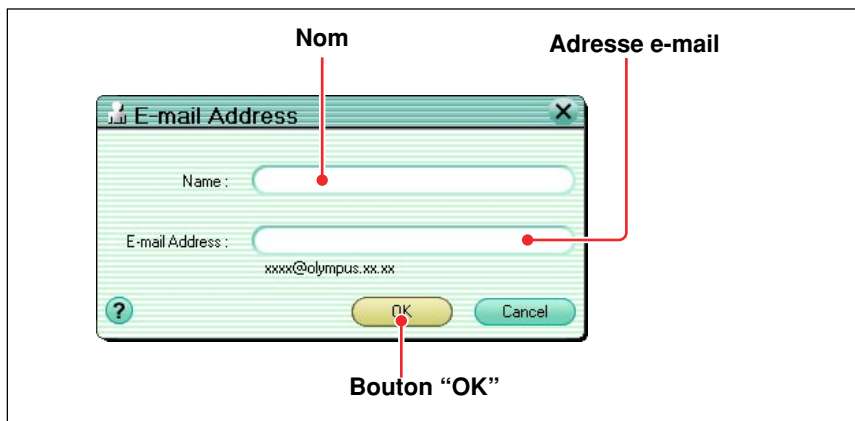 Nom
Adresse e-mail
E-mail Address
Name :
E-mail Address :
xxxx@olympus.xx.xx
?
OK
Cancel
Bouton “OK”